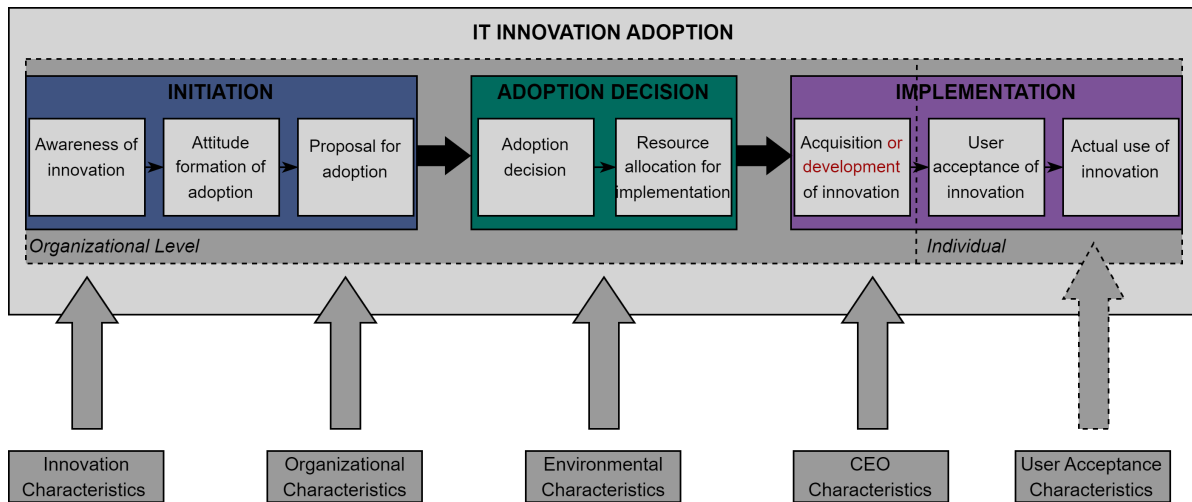 IT INNOVATION ADOPTION
INITIATION
Awareness of
innovation
Attitude
formation of
adoption
Proposal for
adoption
ADOPTION DECISION
Adoption
decision
Resource
allocation for
implementation
IMPLEMENTATION
Acquisition or
development
of innovation
User
acceptance of
innovation
Actual use of
innovation
Organizational Level
Individual
Innovation
Characteristics
Organizational
Characteristics
Environmental
Characteristics
CEO
Characteristics
User Acceptance
Characteristics